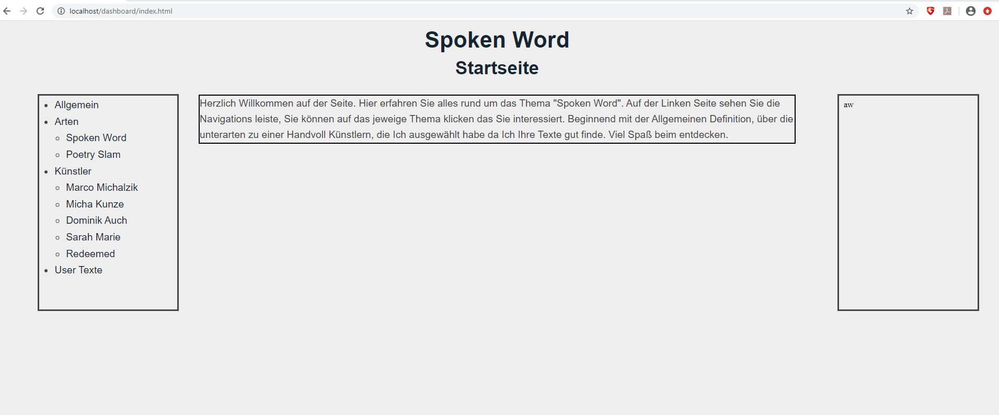 localhost/dashboard/index.html
Spoken Word
Startseite
Allgemein
Arten
Spoken Word
Poetry Slam
Künstler
Marco Michalzik
Micha Kunze
Dominik Auch
Sarah Marie
Redeemed
User Texte
Herzlich Willkommen auf der Seite. Hier erfahren Sie alles rund um das Thema "Spoken Word". Auf der Linken Seite sehen Sie die
Navigations leiste, Sie können auf das jeweige Thema klicken das Sie interessiert. Beginnend mit der Allgemeinen Definition, über die
unterarten zu einer Handvoll Künstlern, die Ich ausgewählt habe da Ich Ihre Texte gut finde. Viel Spaß beim entdecken.
aw